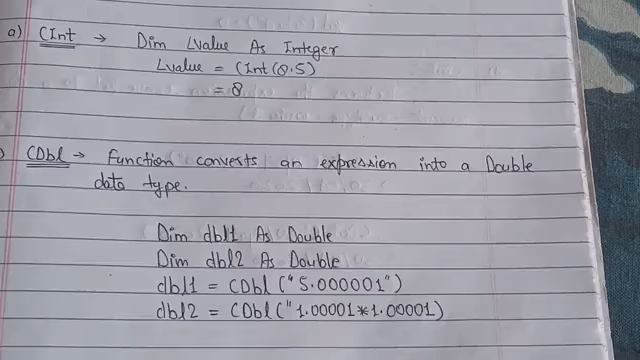 a) CInt → Dim Lvalue As Integer
Lvalue = CInt(8.5)
= 8
) CDbl → Function converts an expression into a Double
data type.
Dim dbl1 As Double
Dim dbl2 As Double
dbl1 = CDbl ("5.000001")
dbl2 = CDbl ("1.00001*1.00001)